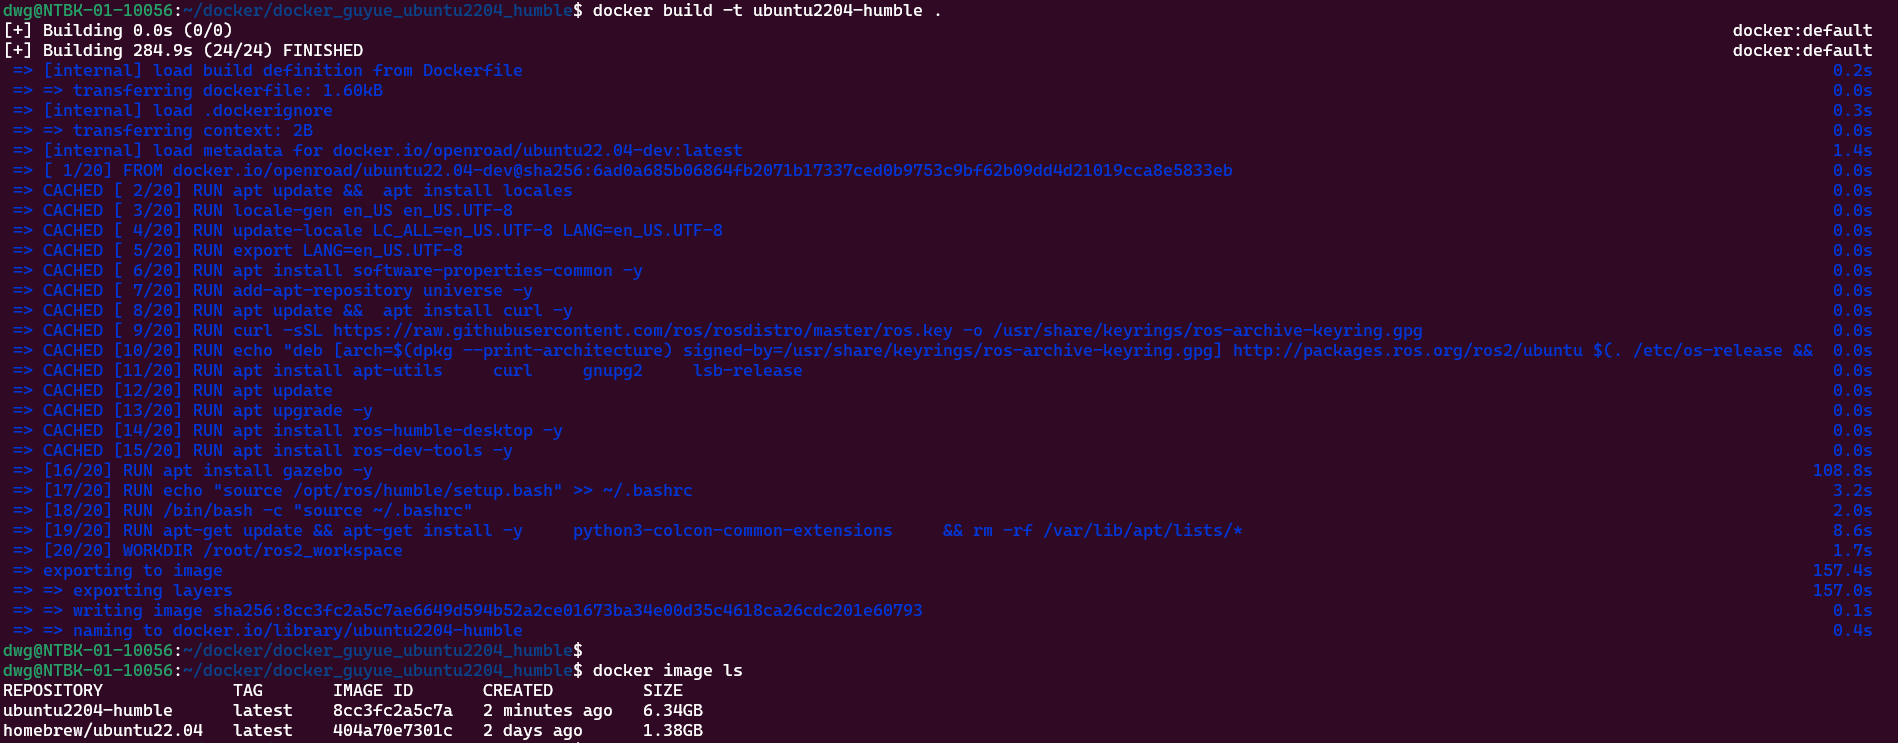 dwg@NTBK-01-10056:~/docker/docker_guyue_ubuntu2204_humble$ docker build -t ubuntu2204-humble .
[+] Building 0.0s (0/0) docker:default
[+] Building 284.9s (24/24) FINISHED docker:default
=> [internal] load build definition from Dockerfile 0.2s
=> => transferring dockerfile: 1.60kB 0.0s
=> [internal] load .dockerignore 0.3s
=> => transferring context: 2B 0.0s
=> [internal] load metadata for docker.io/openroad/ubuntu22.04-dev:latest 1.4s
=> [ 1/20] FROM docker.io/openroad/ubuntu22.04-dev@sha256:6ad0a685b06864fb2071b17337ced0b9753c9bf62b09dd4d21019cca8e5833eb 0.0s
=> CACHED [ 2/20] RUN apt update &&  apt install locales 0.0s
=> CACHED [ 3/20] RUN locale-gen en_US en_US.UTF-8 0.0s
=> CACHED [ 4/20] RUN update-locale LC_ALL=en_US.UTF-8 LANG=en_US.UTF-8 0.0s
=> CACHED [ 5/20] RUN export LANG=en_US.UTF-8 0.0s
=> CACHED [ 6/20] RUN apt install software-properties-common -y 0.0s
=> CACHED [ 7/20] RUN add-apt-repository universe -y 0.0s
=> CACHED [ 8/20] RUN apt update &&  apt install curl -y 0.0s
=> CACHED [ 9/20] RUN curl -sSL https://raw.githubusercontent.com/ros/rosdistro/master/ros.key -o /usr/share/keyrings/ros-archive-keyring.gpg 0.0s
=> CACHED [10/20] RUN echo "deb [arch=$(dpkg --print-architecture) signed-by=/usr/share/keyrings/ros-archive-keyring.gpg] http://packages.ros.org/ros2/ubuntu $(. /etc/os-release && 0.0s
=> CACHED [11/20] RUN apt install apt-utils     curl     gnupg2     lsb-release 0.0s
=> CACHED [12/20] RUN apt update 0.0s
=> CACHED [13/20] RUN apt upgrade -y 0.0s
=> CACHED [14/20] RUN apt install ros-humble-desktop -y 0.0s
=> CACHED [15/20] RUN apt install ros-dev-tools -y 0.0s
=> [16/20] RUN apt install gazebo -y 108.8s
=> [17/20] RUN echo "source /opt/ros/humble/setup.bash" >> ~/.bashrc 3.2s
=> [18/20] RUN /bin/bash -c "source ~/.bashrc" 2.0s
=> [19/20] RUN apt-get update && apt-get install -y     python3-colcon-common-extensions     && rm -rf /var/lib/apt/lists/* 8.6s
=> [20/20] WORKDIR /root/ros2_workspace 1.7s
=> exporting to image 157.4s
=> => exporting layers 157.0s
=> => writing image sha256:8cc3fc2a5c7ae6649d594b52a2ce01673ba34e00d35c4618ca26cdc201e60793 0.1s
=> => naming to docker.io/library/ubuntu2204-humble 0.4s
dwg@NTBK-01-10056:~/docker/docker_guyue_ubuntu2204_humble$
dwg@NTBK-01-10056:~/docker/docker_guyue_ubuntu2204_humble$ docker image ls
REPOSITORY TAG IMAGE ID CREATED SIZE
ubuntu2204-humble latest 8cc3fc2a5c7a 2 minutes ago 6.34GB
homebrew/ubuntu22.04 latest 404a70e7301c 2 days ago 1.38GB